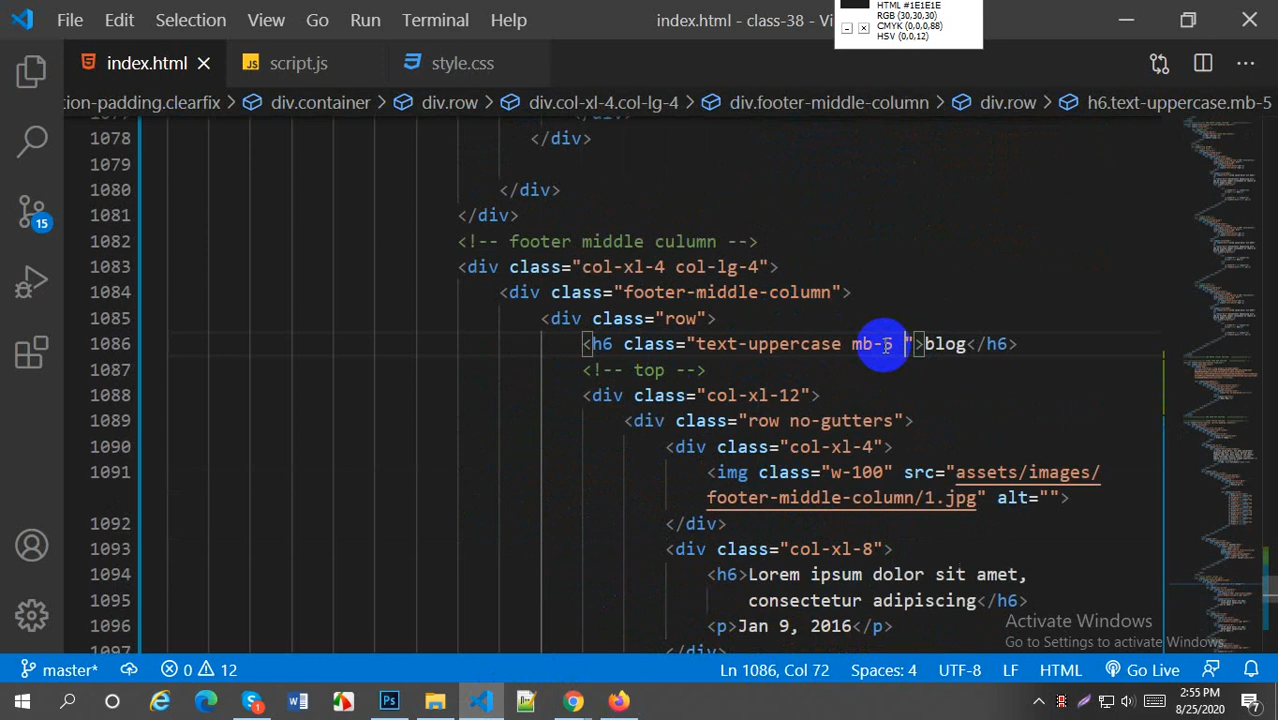 File Edit Selection View Go Run Terminal Help index.html - class-38 - Vi
HTML #1E1E1E
RGB (30,30,30)
CMYK (0,0,0,88)
HSV (0,0,12)
index.html script.js style.css
tion-padding.clearfix div.container div.row div.col-xl-4.col-lg-4 div.footer-middle-column div.row h6.text-uppercase.mb-5
1077 </div>
1078 </div>
1079
1080 </div>
1081 </div>
1082 <!-- footer middle culumn -->
1083 <div class="col-xl-4 col-lg-4">
1084 <div class="footer-middle-column">
1085 <div class="row">
1086 <h6 class="text-uppercase mb-5 ">blog</h6>
1087 <!-- top -->
1088 <div class="col-xl-12">
1089 <div class="row no-gutters">
1090 <div class="col-xl-4">
1091 <img class="w-100" src="assets/images/
footer-middle-column/1.jpg" alt="">
1092 </div>
1093 <div class="col-xl-8">
1094 <h6>Lorem ipsum dolor sit amet,
1095 consectetur adipiscing</h6>
1096 <p>Jan 9, 2016</p>
1097 </div>
Activate Windows
Go to Settings to activate Windows.
15
master* 0 12 Ln 1086, Col 72 Spaces: 4 UTF-8 LF HTML Go Live
2:55 PM
8/25/2020